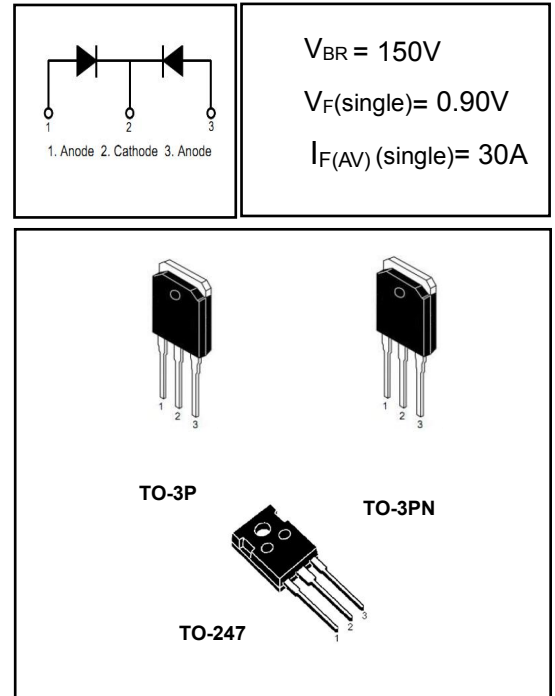 1 2 3
1. Anode 2. Cathode 3. Anode
VBR = 150V
VF(single)= 0.90V
IF(AV) (single)= 30A
1 2 3
1 2 3
TO-3P
TO-3PN
TO-247
1 2 3